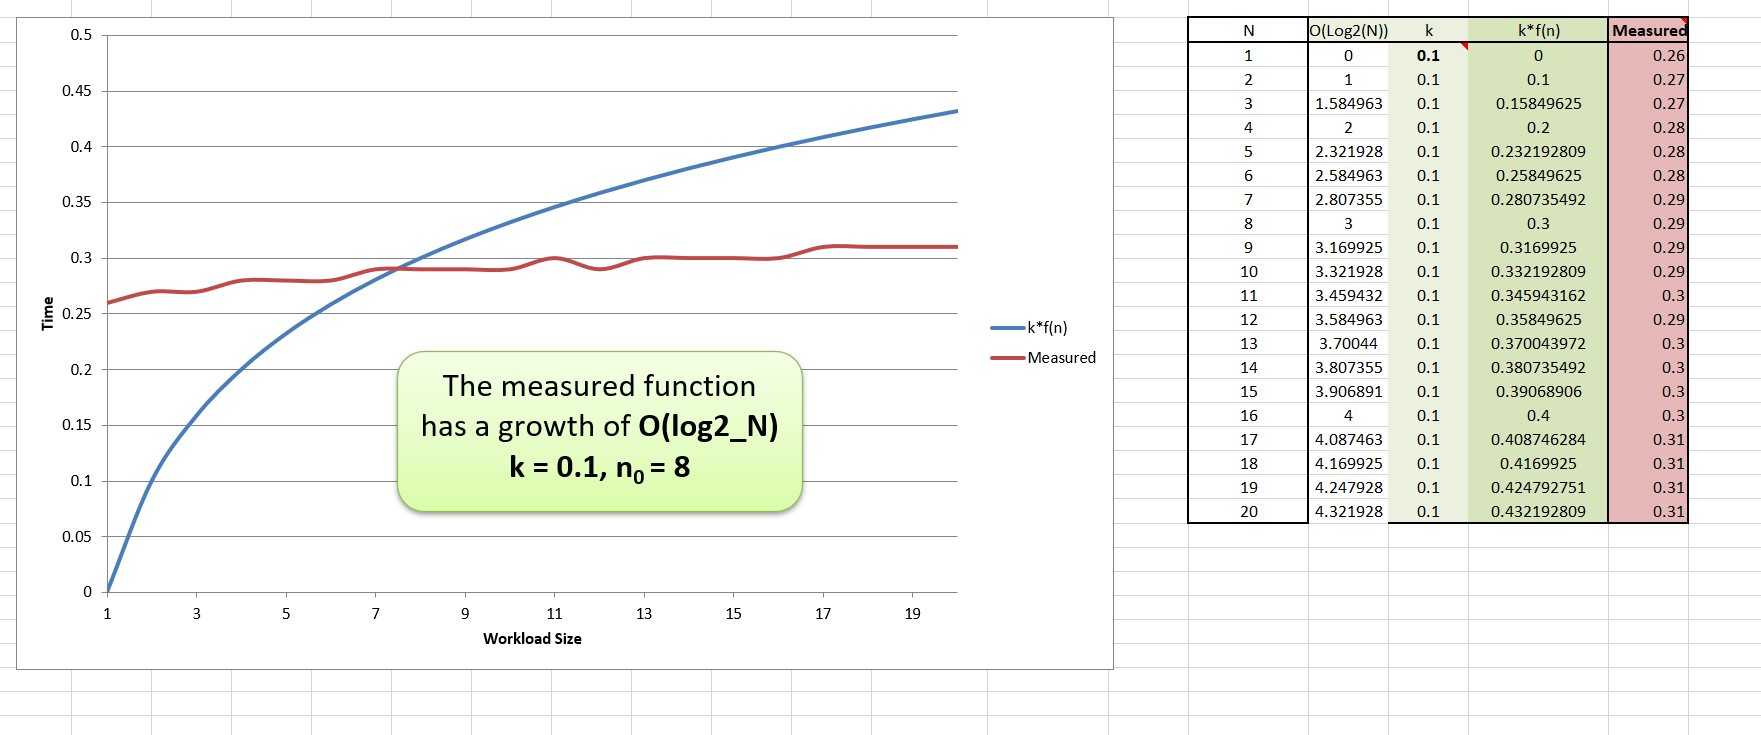 0.5
0.45
0.4
0.35
0.3
0.25
0.2
0.15
0.1
0.05
0
Time
1 3 5 7 9 11 13 15 17 19
Workload Size
k*f(n)
Measured
The measured function
has a growth of O(log2_N)
k = 0.1, n₀ = 8
N O(Log2(N)) k k*f(n) Measured
1 0 0.1 0 0.26
2 1 0.1 0.1 0.27
3 1.584963 0.1 0.15849625 0.27
4 2 0.1 0.2 0.28
5 2.321928 0.1 0.232192809 0.28
6 2.584963 0.1 0.25849625 0.28
7 2.807355 0.1 0.280735492 0.29
8 3 0.1 0.3 0.29
9 3.169925 0.1 0.3169925 0.29
10 3.321928 0.1 0.332192809 0.29
11 3.459432 0.1 0.345943162 0.3
12 3.584963 0.1 0.35849625 0.29
13 3.70044 0.1 0.370043972 0.3
14 3.807355 0.1 0.380735492 0.3
15 3.906891 0.1 0.39068906 0.3
16 4 0.1 0.4 0.3
17 4.087463 0.1 0.408746284 0.31
18 4.169925 0.1 0.4169925 0.31
19 4.247928 0.1 0.424792751 0.31
20 4.321928 0.1 0.432192809 0.31